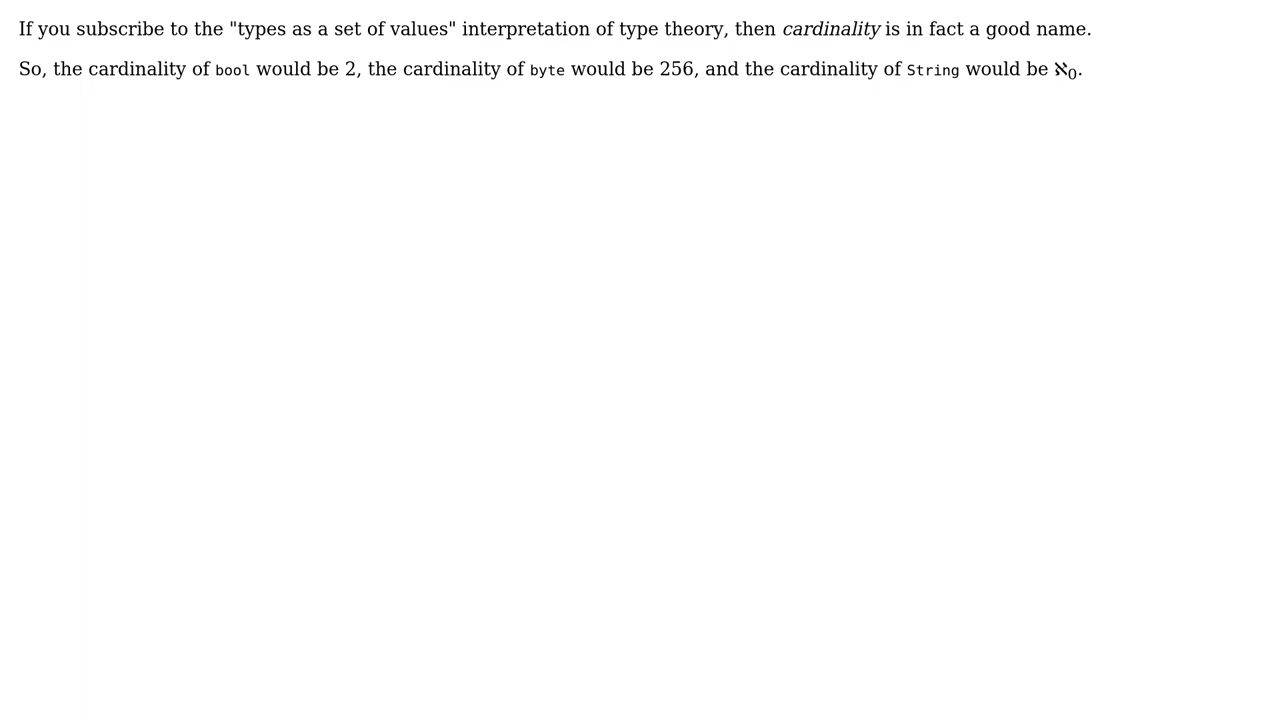 If you subscribe to the "types as a set of values" interpretation of type theory, then cardinality is in fact a good name.
So, the cardinality of bool would be 2, the cardinality of byte would be 256, and the cardinality of String would be ℵ₀.